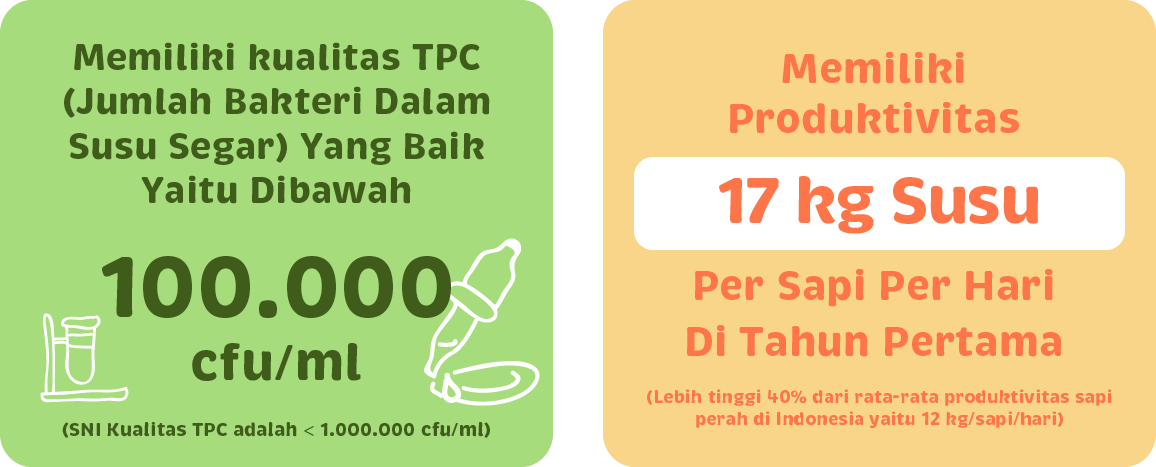 Memiliki kualitas TPC
(Jumlah Bakteri Dalam
Susu Segar) Yang Baik
Yaitu Dibawah
100.000
cfu/ml
(SNI Kualitas TPC adalah < 1.000.000 cfu/ml)
Memiliki
Produktivitas
17 kg Susu
Per Sapi Per Hari
Di Tahun Pertama
(Lebih tinggi 40% dari rata-rata produktivitas sapi
perah di Indonesia yaitu 12 kg/sapi/hari)